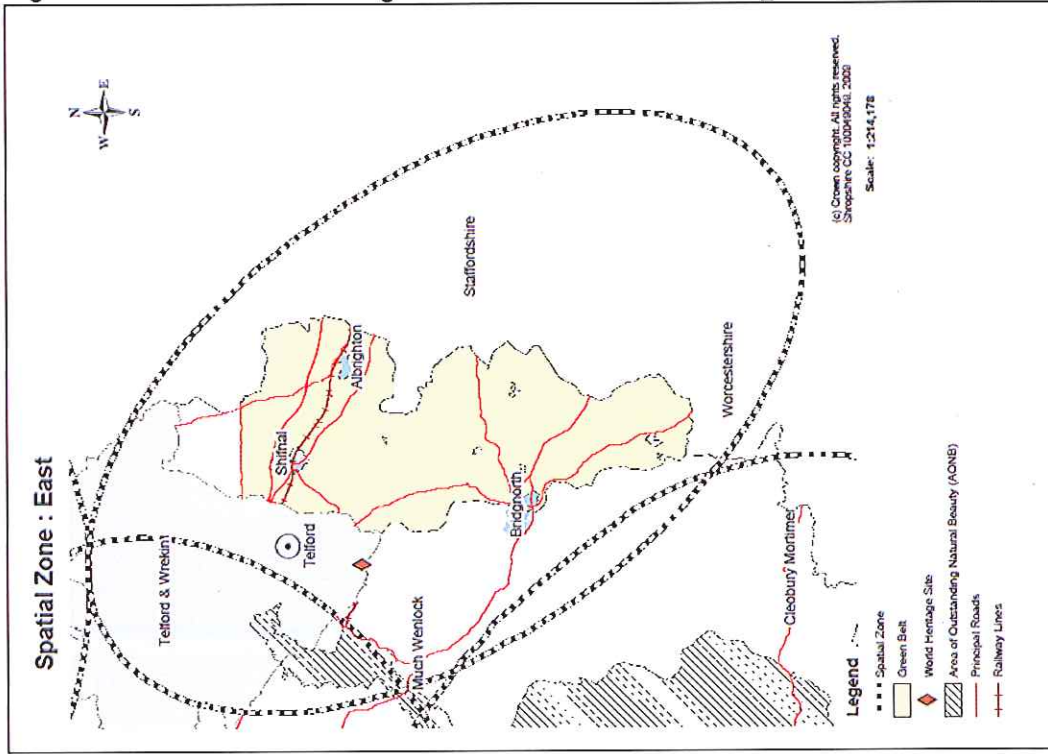 Spatial Zone : East
N
W
E
S
Telford & Wrekin
Telford
Shifnal
Albrighton
Much Wenlock
Bridgnorth
Staffordshire
Worcestershire
Cleobury Mortimer
Legend
Spatial Zone
Green Belt
World Heritage Site
Area of Outstanding Natural Beauty (AONB)
Principal Roads
Railway Lines
(c) Crown copyright. All rights reserved.
Shropshire CC 100049049. 2009
Scale: 1:214,178